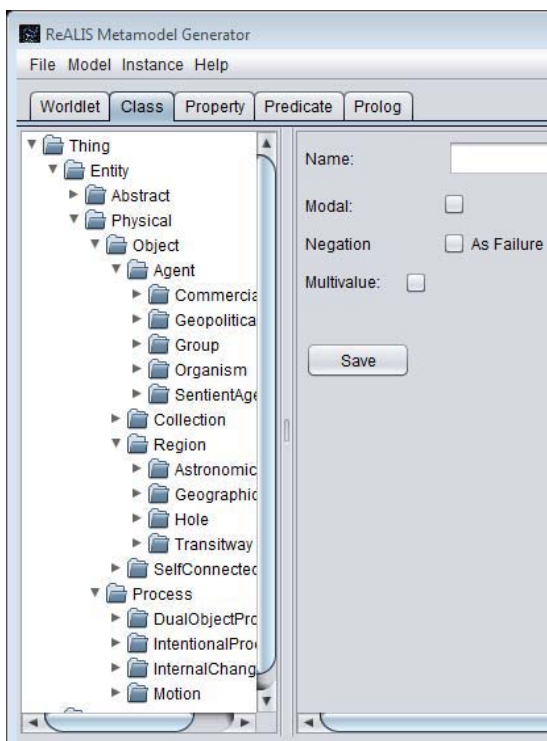 ReALIS Metamodel Generator
File Model Instance Help
Worldlet Class Property Predicate Prolog
Thing
Entity
Abstract
Physical
Object
Agent
Commercia
Geopolitica
Group
Organism
SentientAge
Collection
Region
Astronomic
Geographic
Hole
Transitway
SelfConnected
Process
DualObjectPro
IntentionalPro
InternalChang
Motion
Name:
Modal:
Negation As Failure
Multivalue:
Save